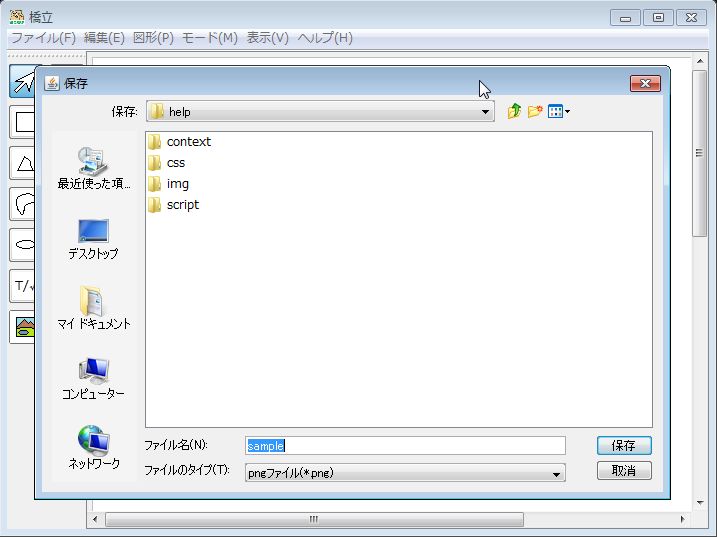 橋立
ファイル(F) 編集(E) 図形(P) モード(M) 表示(V) ヘルプ(H)
保存
保存: help
context
css
img
script
最近使った項...
デスクトップ
マイ ドキュメント
コンピューター
ネットワーク
ファイル名(N): sample 保存
ファイルのタイプ(T): pngファイル(*.png) 取消